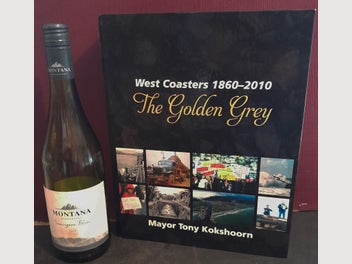 MONTANA
MONTANA
Sauvignon Blanc
West Coasters 1860–2010
The Golden Grey
Mayor Tony Kokshoorn